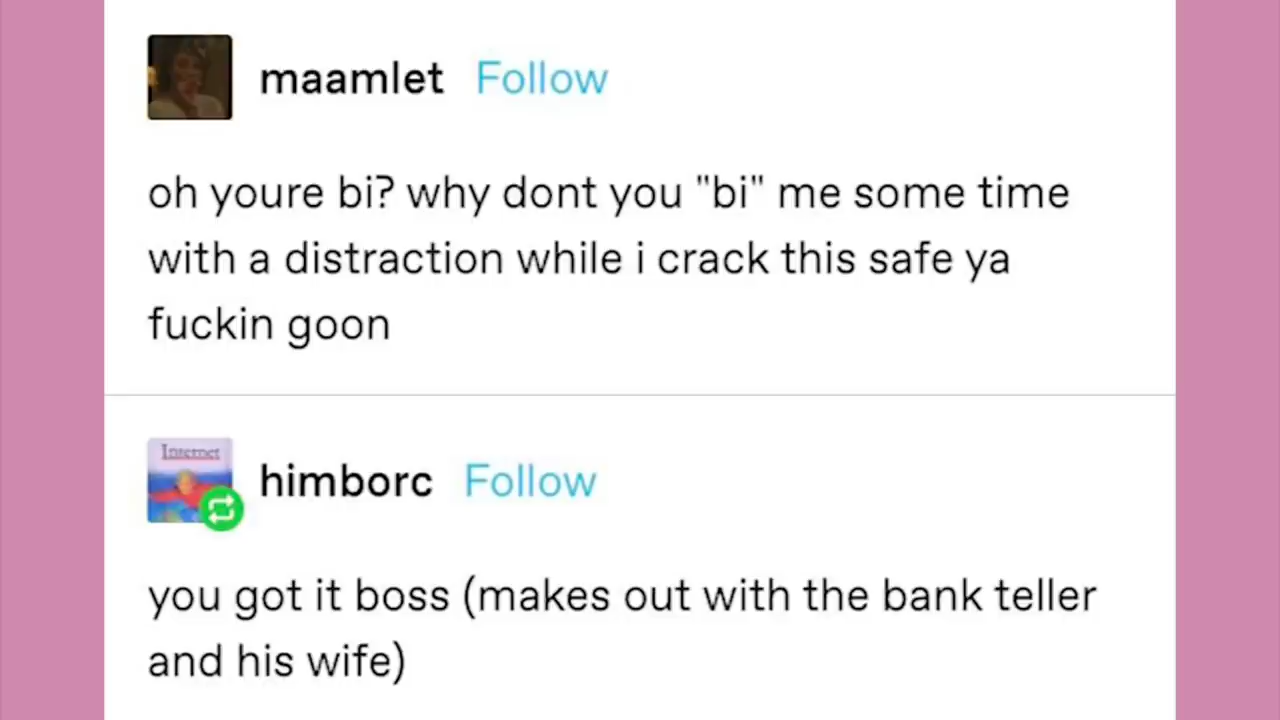 maamlet Follow
oh youre bi? why dont you "bi" me some time
with a distraction while i crack this safe ya
fuckin goon
Internet
himborc Follow
you got it boss (makes out with the bank teller
and his wife)